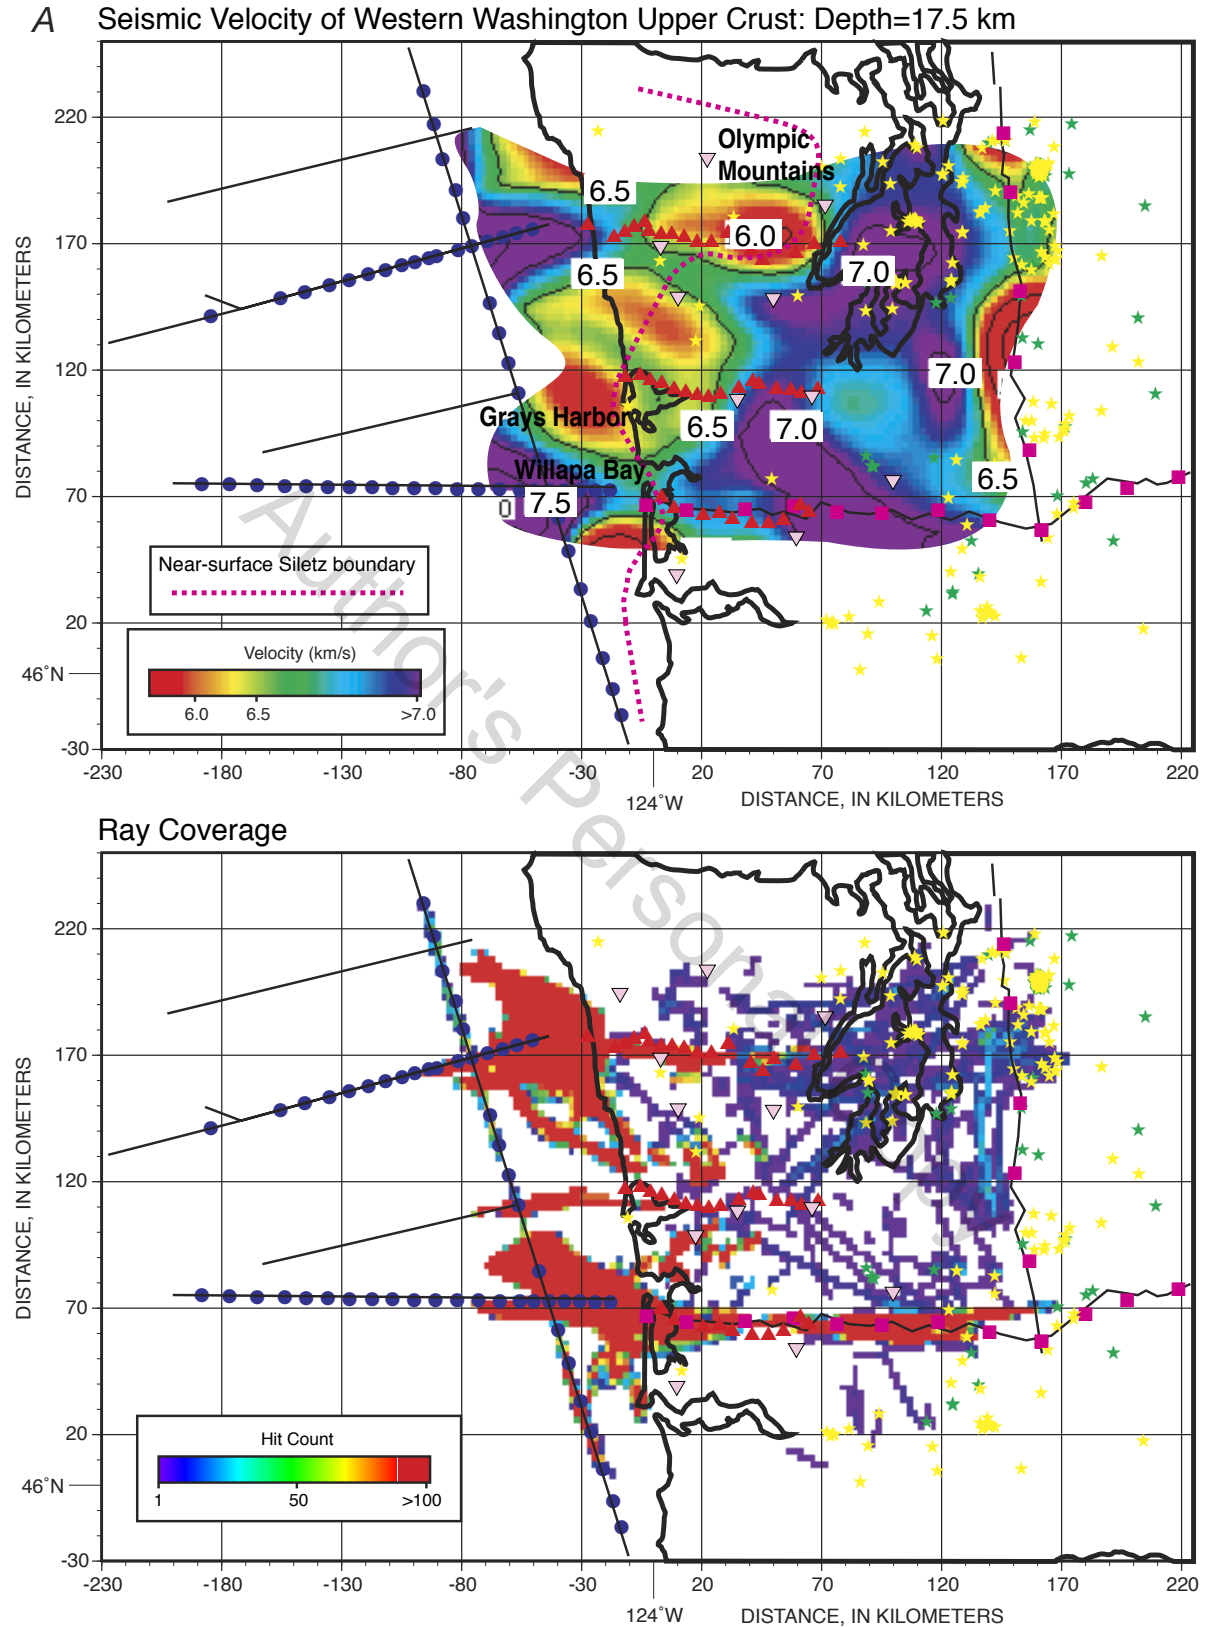 A Seismic Velocity of Western Washington Upper Crust: Depth=17.5 km
220
170
120
70
20
46°N
-30
DISTANCE, IN KILOMETERS
Olympic
Mountains
6.5
6.0
6.5
7.0
7.0
Grays Harbor
6.5
7.0
Willapa Bay
6.5
7.5
0
Near-surface Siletz boundary
Velocity (km/s)
6.0 6.5 >7.0
-230 -180 -130 -80 -30 20 70 120 170 220
124°W DISTANCE, IN KILOMETERS
Ray Coverage
220
170
120
70
20
46°N
-30
DISTANCE, IN KILOMETERS
Hit Count
1 50 >100
-230 -180 -130 -80 -30 20 70 120 170 220
124°W DISTANCE, IN KILOMETERS
Author's Personal Copy